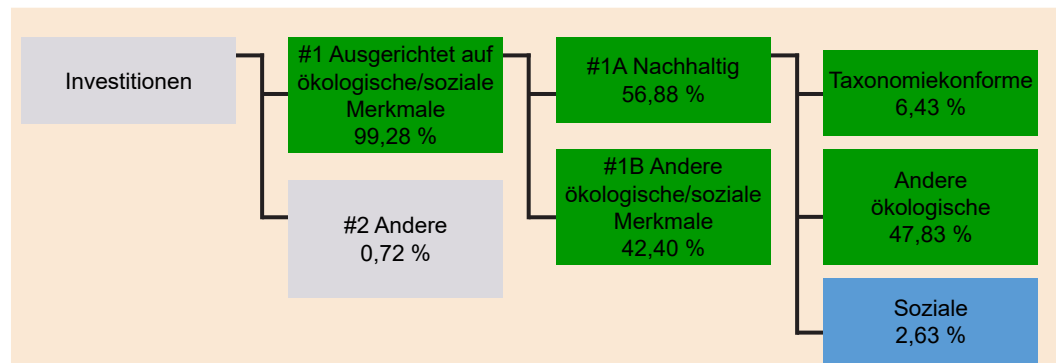 Investitionen
#1 Ausgerichtet auf
ökologische/soziale
Merkmale
99,28 %
#2 Andere
0,72 %
#1A Nachhaltig
56,88 %
#1B Andere
ökologische/soziale
Merkmale
42,40 %
Taxonomiekonforme
6,43 %
Andere
ökologische
47,83 %
Soziale
2,63 %